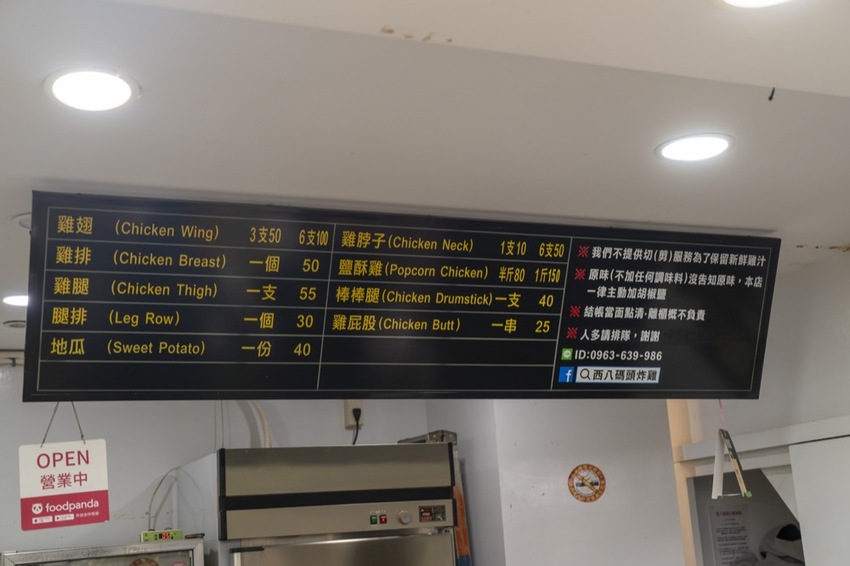 雞翅 (Chicken Wing) 3支50 6支100
雞排 (Chicken Breast) 一個 50
雞腿 (Chicken Thigh) 一支 55
腿排 (Leg Row) 一個 30
地瓜 (Sweet Potato) 一份 40
雞脖子(Chicken Neck) 1支10 6支50
鹽酥雞(Popcorn Chicken) 半斤80 1斤150
棒棒腿(Chicken Drumstick)一支 40
雞屁股(Chicken Butt) 一串 25
※ 我們不提供切(剪)服務為了保留新鮮雞汁
※ 原味(不加任何調味料)沒告知原味，本店
一律主動加胡椒鹽
※ 結帳當面點清·離櫃概不負責
※ 人多請排隊，謝謝
ID:0963-639-986
西八碼頭炸雞
OPEN
營業中
foodpanda